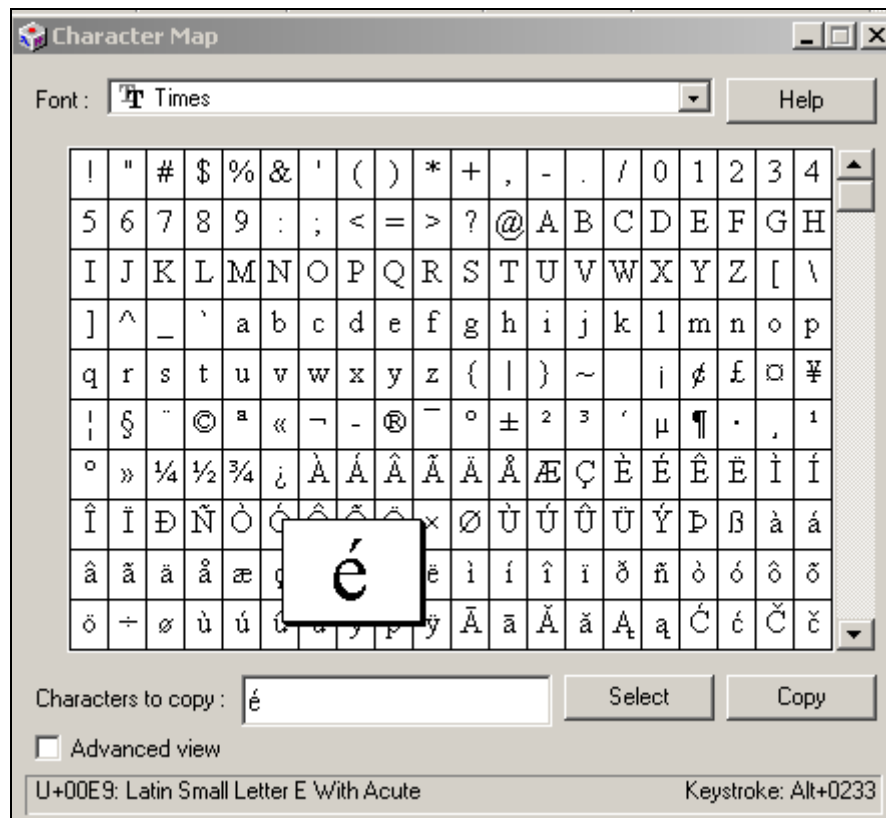 Character Map
Font : Times Help
! " # $ % & ' ( ) * + , - . / 0 1 2 3 4
5 6 7 8 9 : ; < = > ? @ A B C D E F G H
I J K L M N O P Q R S T U V W X Y Z [ \
] ^ _ ` a b c d e f g h i j k l m n o p
q r s t u v w x y z { | } ~ ¡ ¢ £ ¤ ¥
¦ § ¨ © ª « ¬ - ® ¯ ° ± ² ³ ´ µ ¶ · ¸ ¹
º » ¼ ½ ¾ ¿ À Á Â Ã Ä Å Æ Ç È É Ê Ë Ì Í
Î Ï Ð Ñ Ò Ó Ô Õ Ö × Ø Ù Ú Û Ü Ý Þ ß à á
â ã ä å æ ç é ë ì í î ï ð ñ ò ó ô õ
ö ÷ ø ù ú û ü ý þ ÿ Ā ā Ă ă Ą ą Ć ć Č č
Characters to copy : é Select Copy
Advanced view
U+00E9: Latin Small Letter E With Acute Keystroke: Alt+0233